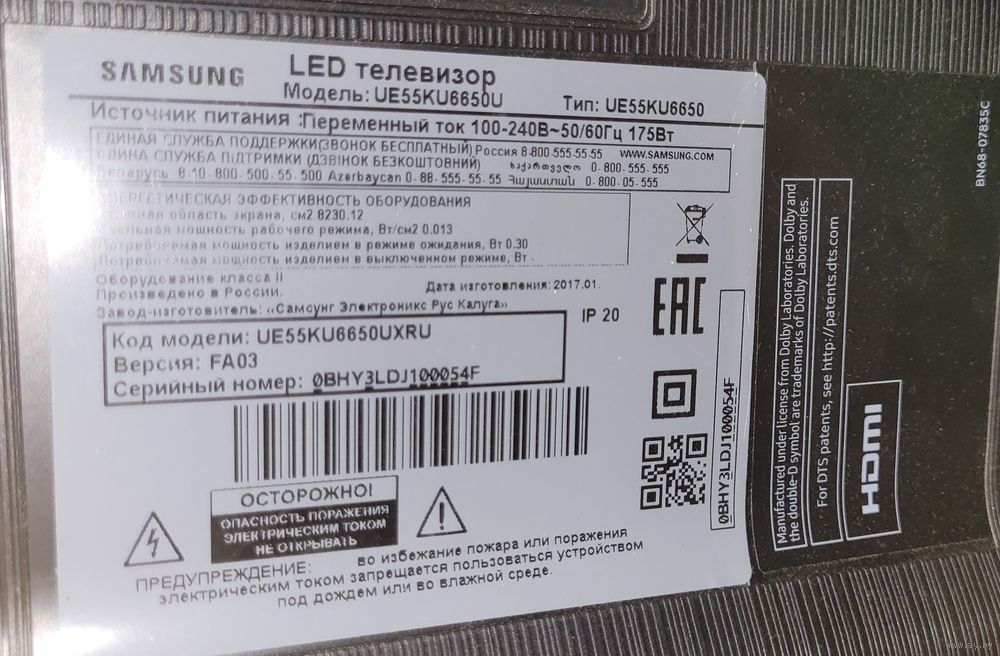 SAMSUNG
LED телевизор
Модель: UE55KU6650U
Тип: UE55KU6650
Источник питания :Переменный ток 100-240В~50/60Гц 175Вт
ЕДИНАЯ СЛУЖБА ПОДДЕРЖКИ(ЗВОНОК БЕСПЛАТНЫЙ) Россия 8-800-555-55-55 WWW.SAMSUNG.COM
ЕДИНА СЛУЖБА ПІДТРИМКИ (ДЗВІНОК БЕЗКОШТОВНИЙ) საქართველო 0-800-555-555
Беларусь 8-10-800-500-55-500 Azerbaycan 0-88-555-55-55 Հայաստան 0-800-05-555
ЭНЕРГЕТИЧЕСКАЯ ЭФФЕКТИВНОСТЬ ОБОРУДОВАНИЯ
область экрана, см2 8230.12
мощность рабочего режима, Вт/см2 0.013
Потребляемая мощность изделием в режиме ожидания, Вт 0.30
Потребляемая мощность изделием в выключенном режиме, Вт -
Оборудование класса II
Произведено в России.
Дата изготовления: 2017.01.
Завод-изготовитель: «Самсунг Электроникс Рус Калуга»
IP 20
EAC
Код модели: UE55KU6650UXRU
Версия: FA03
Серийный номер: 0BHY3LDJ100054F
0BHY3LDJ100054F
ОСТОРОЖНО!
ОПАСНОСТЬ ПОРАЖЕНИЯ
ЭЛЕКТРИЧЕСКИМ ТОКОМ
НЕ ОТКРЫВАТЬ
ПРЕДУПРЕЖДЕНИЕ: во избежание пожара или поражения
электрическим током запрещается пользоваться устройством
под дождем или во влажной среде.
Manufactured under license from Dolby Laboratories. Dolby and
the double-D symbol are trademarks of Dolby Laboratories.
For DTS patents, see http://patents.dts.com
HDMI
BN68-07835C